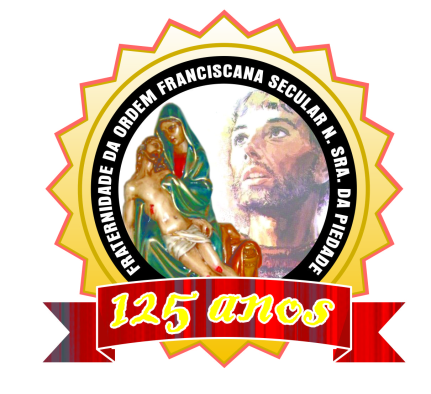 FRATERNIDADE DA ORDEM FRANCISCANA SECULAR N. SRA. DA PIEDADE
125 anos